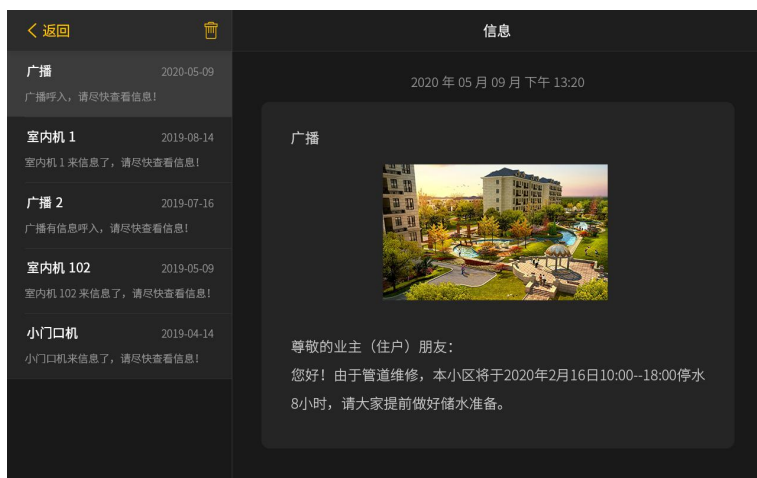 返回
信息
广播 2020-05-09
广播呼入，请尽快查看信息！
室内机 1 2019-08-14
室内机 1 来信息了，请尽快查看信息！
广播 2 2019-07-16
广播有信息呼入，请尽快查看信息！
室内机 102 2019-05-09
室内机 102 来信息了，请尽快查看信息！
小门口机 2019-04-14
小门口机来信息了，请尽快查看信息！
2020 年 05 月 09 日 下午 13:20
广播
尊敬的业主（住户）朋友：
您好！由于管道维修，本小区将于2020年2月16日10:00--18:00停水
8小时，请大家提前做好储水准备。